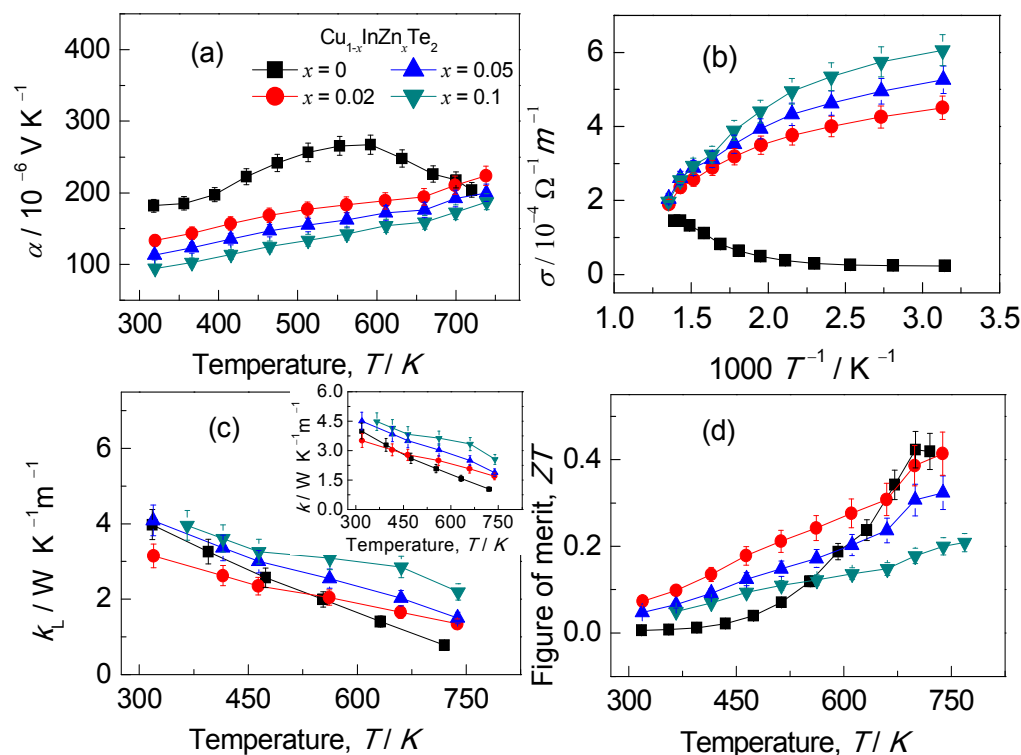 (a)
Cu1-xInZnxTe2
x = 0
x = 0.05
x = 0.02
x = 0.1
400
350
300
250
200
150
100
α / 10⁻⁶ V K⁻¹
300 400 500 600 700
Temperature, T / K
(b)
6
4
2
0
σ / 10⁻⁴ Ω⁻¹ m⁻¹
1.0 1.5 2.0 2.5 3.0 3.5
1000 T⁻¹ / K⁻¹
(c)
6
4
2
0
kL / W K⁻¹m⁻¹
300 450 600 750
Temperature, T / K
6.0
4.5
3.0
1.5
0.0
k / W K⁻¹m⁻¹
300 450 600 750
Temperature, T / K
(d)
0.4
0.2
0.0
Figure of merit, ZT
300 450 600 750
Temperature, T / K